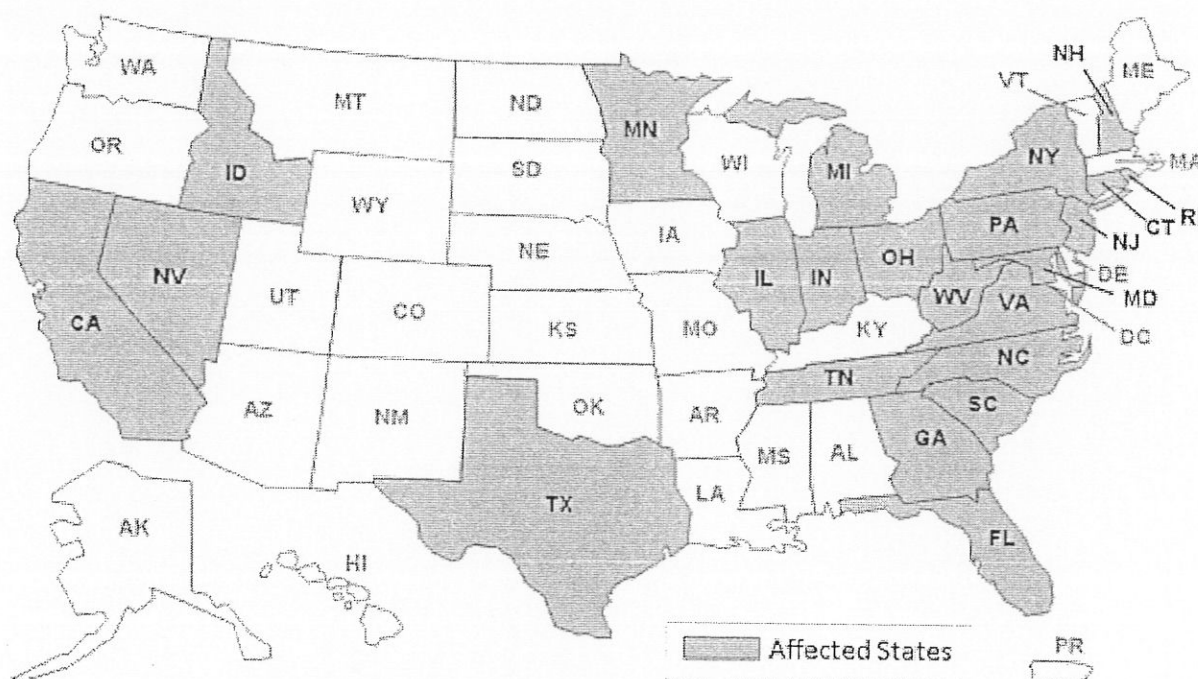 WA
MT
ND
MN
OR
ID
SD
WI
MI
WY
NE
IA
NV
UT
CO
KS
MO
IL
IN
OH
KY
WV
VA
PA
NY
VT
NH
ME
MA
R
CT
NJ
DE
MD
DC
CA
AZ
NM
OK
AR
TN
NC
SC
GA
AL
MS
LA
TX
FL
AK
HI
Affected States
PR